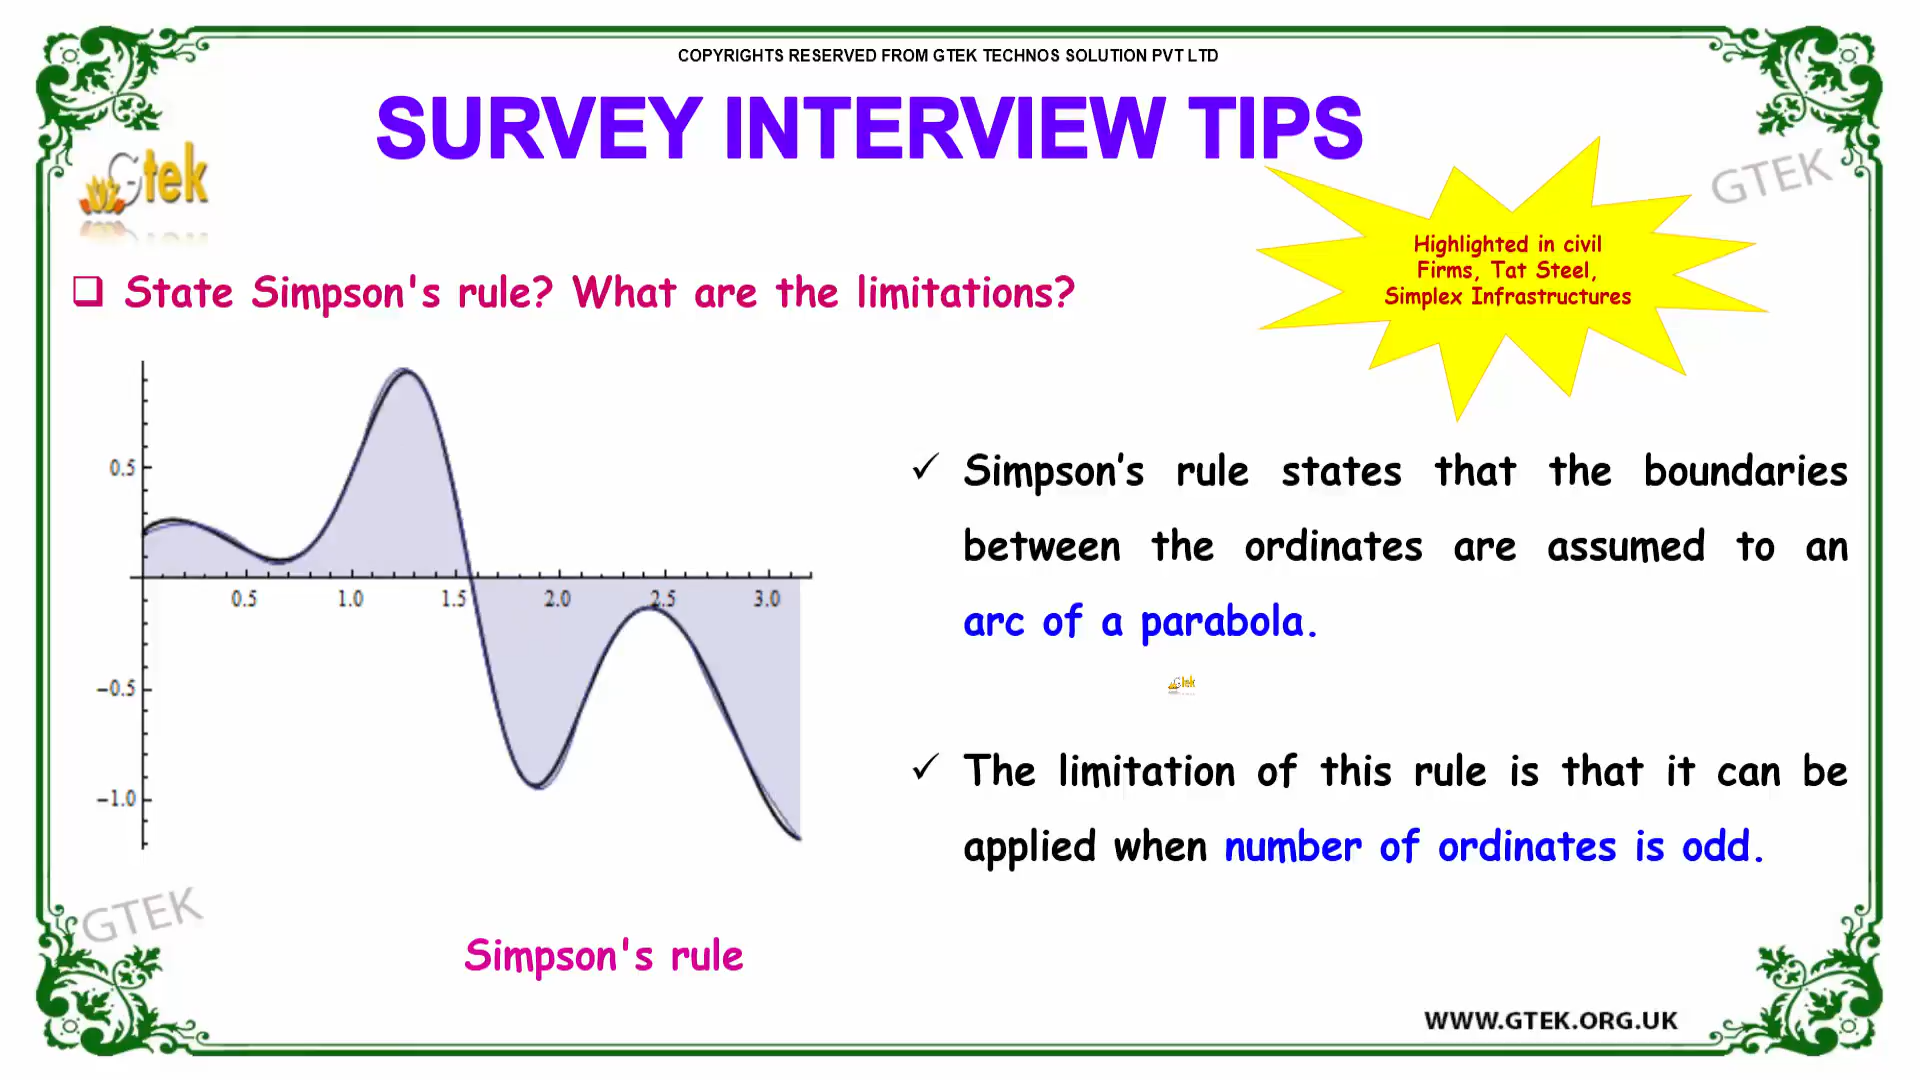 COPYRIGHTS RESERVED FROM GTEK TECHNOS SOLUTION PVT LTD
SURVEY INTERVIEW TIPS
Gtek
GTEK
Highlighted in civil
Firms, Tat Steel,
Simplex Infrastructures
State Simpson's rule? What are the limitations?
0.5
0.5 1.0 1.5 2.0 2.5 3.0
−0.5
−1.0
Simpson’s rule states that the boundaries
between the ordinates are assumed to an
arc of a parabola.
Gtek
The limitation of this rule is that it can be
applied when number of ordinates is odd.
GTEK
Simpson's rule
WWW.GTEK.ORG.UK